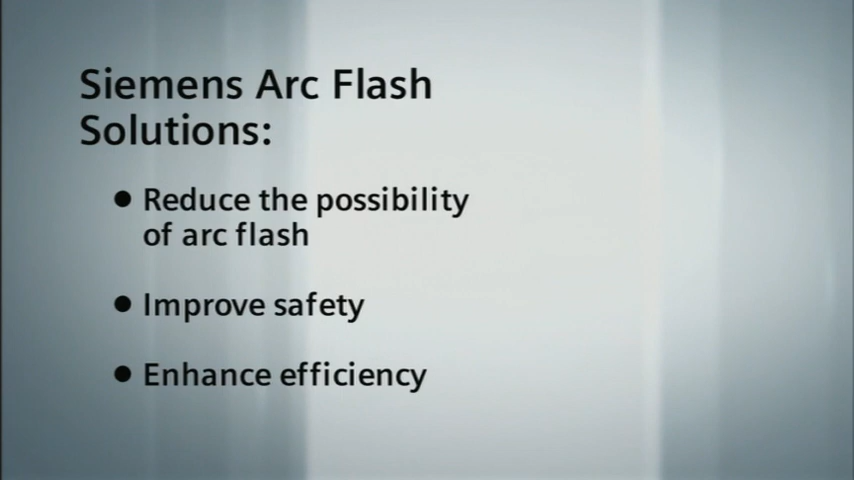 Siemens Arc Flash
Solutions:
● Reduce the possibility
of arc flash
● Improve safety
● Enhance efficiency